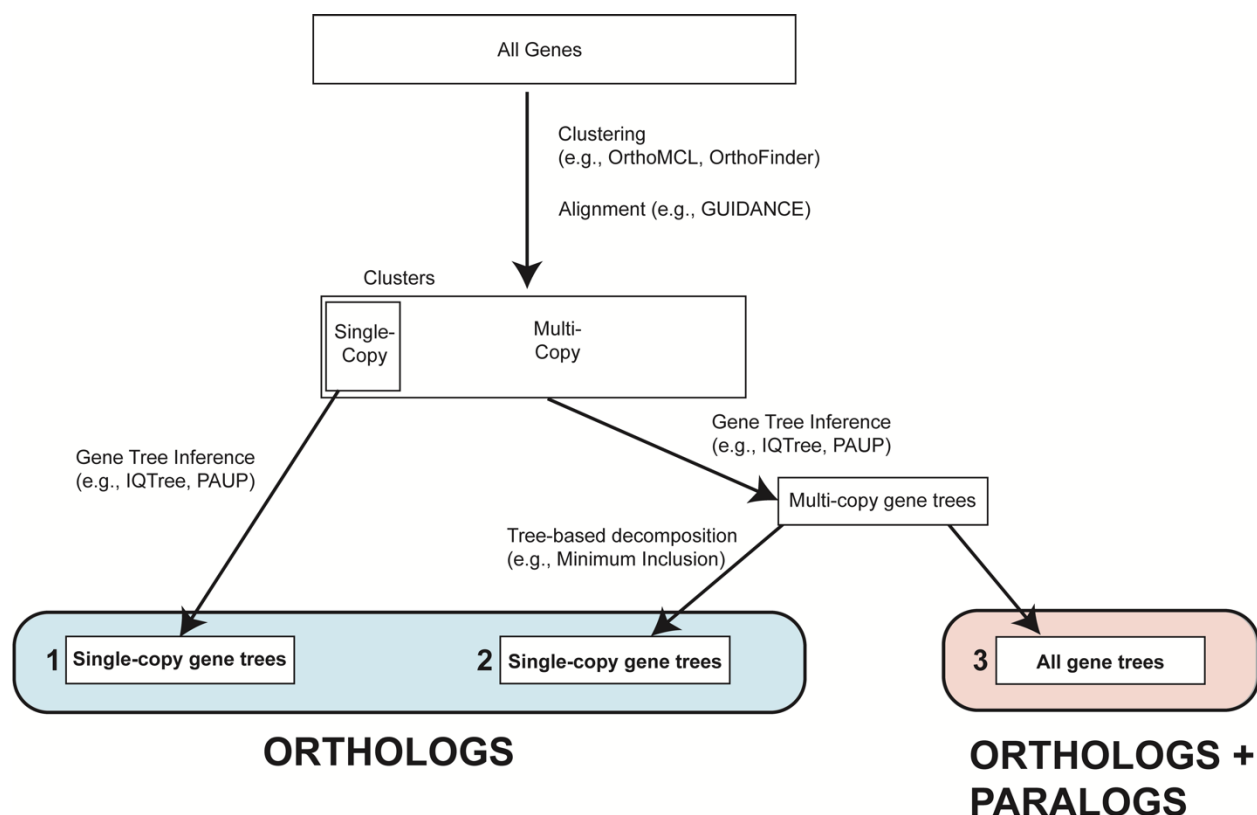 All Genes
Clustering
(e.g., OrthoMCL, OrthoFinder)
Alignment (e.g., GUIDANCE)
Clusters
Single-
Copy
Multi-
Copy
Gene Tree Inference
(e.g., IQTree, PAUP)
Gene Tree Inference
(e.g., IQTree, PAUP)
Multi-copy gene trees
Tree-based decomposition
(e.g., Minimum Inclusion)
1 Single-copy gene trees
2 Single-copy gene trees
3 All gene trees
ORTHOLOGS
ORTHOLOGS +
PARALOGS